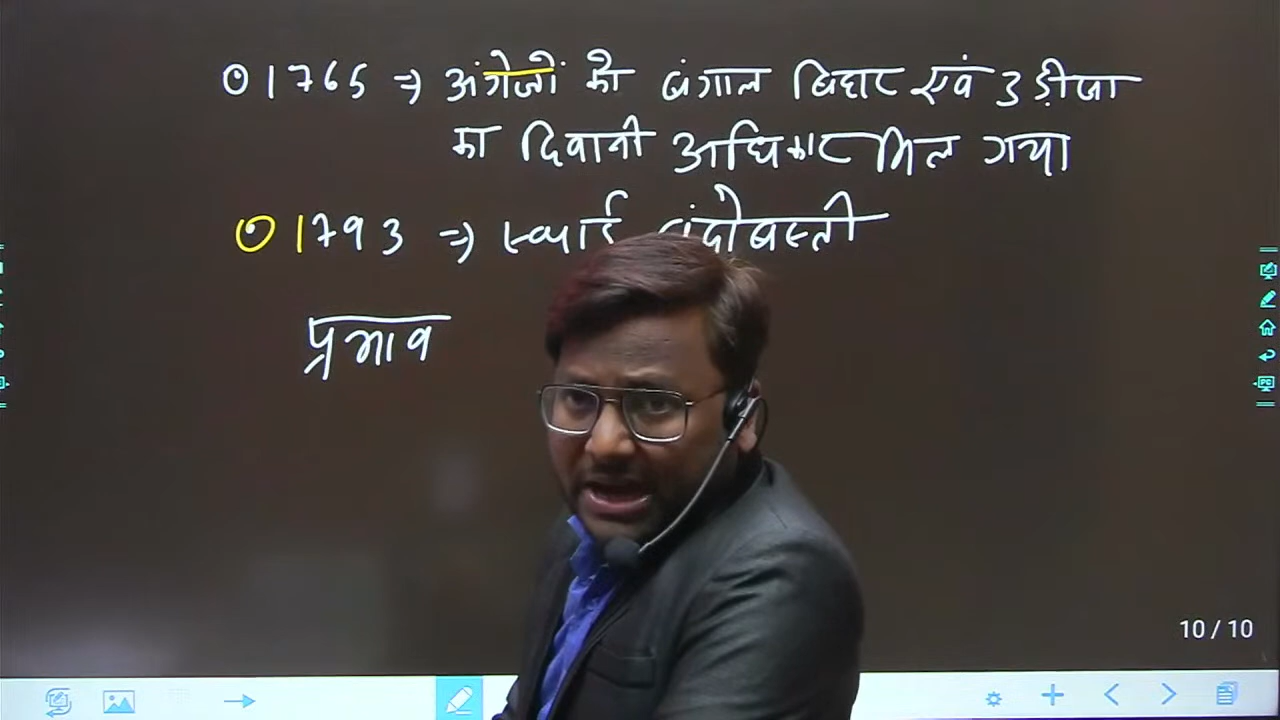 ⊙ 1765 ⇒ अंग्रेजों को बंगाल बिहार एवं उड़ीसा
का दिवानी अधिकार मिल गया
⊙ 1793 ⇒ स्थाई बंदोबस्ती
प्रभाव
10 / 10